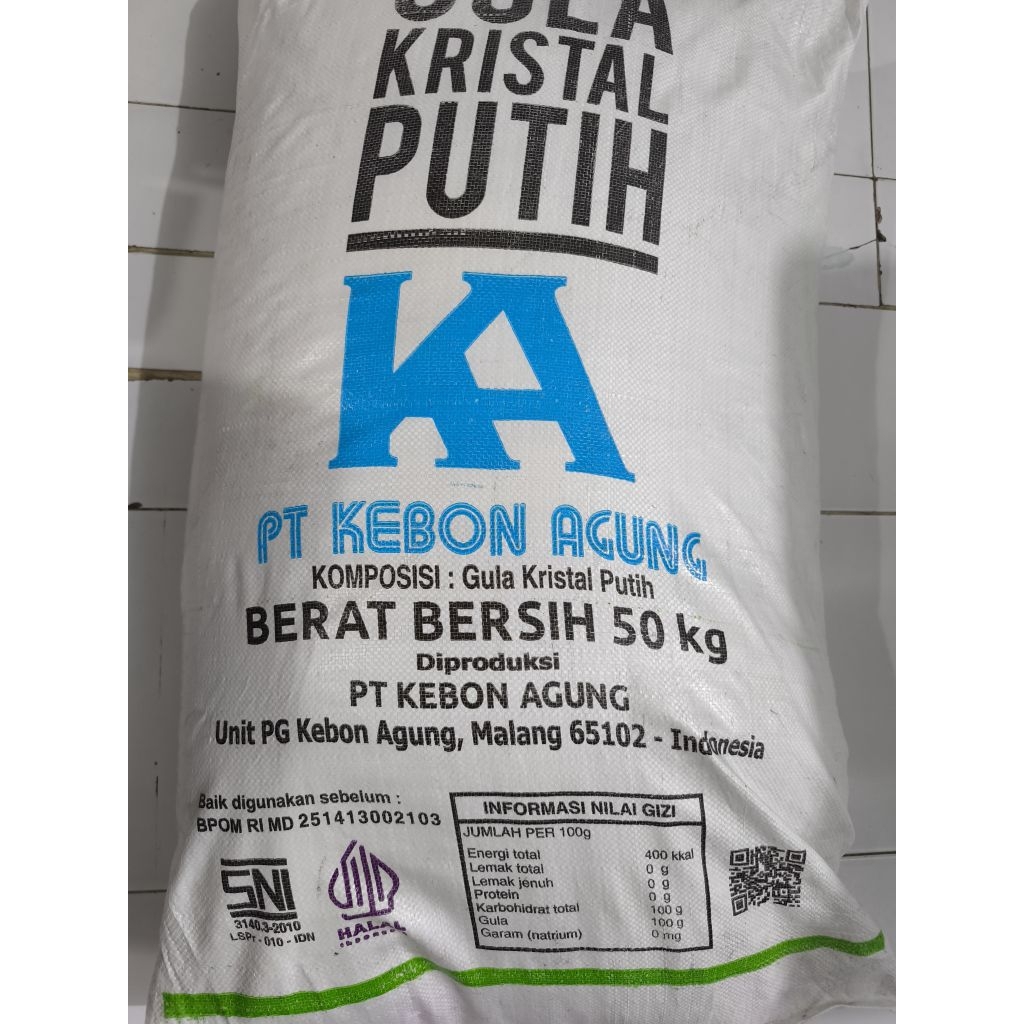 GULA
KRISTAL
PUTIH
KA
PT KEBON AGUNG
KOMPOSISI : Gula Kristal Putih
BERAT BERSIH 50 kg
Diproduksi
PT KEBON AGUNG
Unit PG Kebon Agung, Malang 65102 - Indonesia
Baik digunakan sebelum :
BPOM RI MD 251413002103
SNI
3140.3-2010
LSPr - 010 - IDN
HALAL
INDONESIA
INFORMASI NILAI GIZI
JUMLAH PER 100g
Energi total 400 kkal
Lemak total 0 g
Lemak jenuh 0 g
Protein 0 g
Karbohidrat total 100 g
Gula 100 g
Garam (natrium) 0 mg